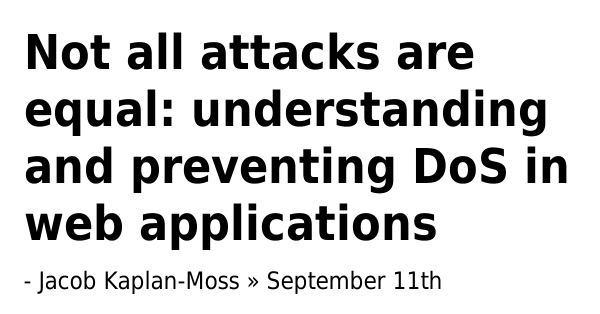 Not all attacks are
equal: understanding
and preventing DoS in
web applications
- Jacob Kaplan-Moss » September 11th